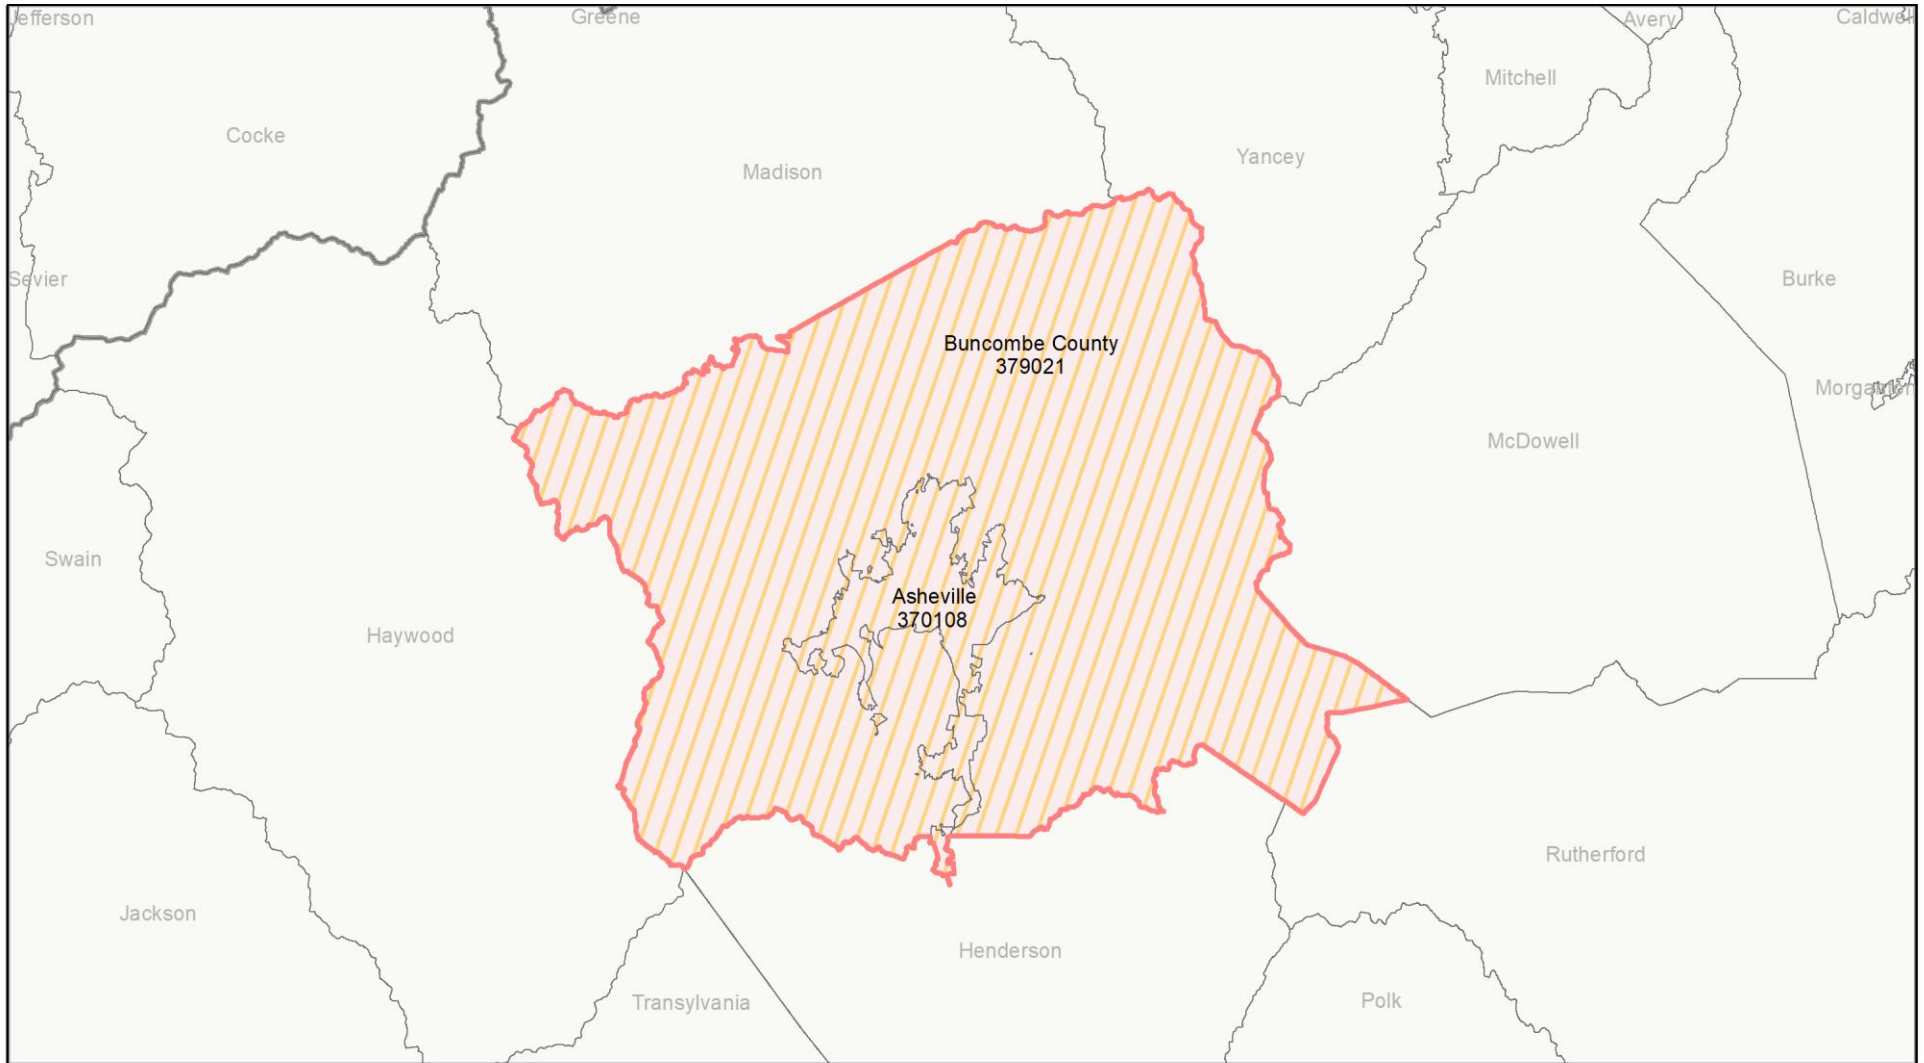 Jefferson
Greene
Avery
Caldwell
Mitchell
Cocke
Yancey
Madison
Sevier
Burke
Buncombe County
379021
Morganton
McDowell
Swain
Asheville
370108
Haywood
Rutherford
Jackson
Henderson
Transylvania
Polk